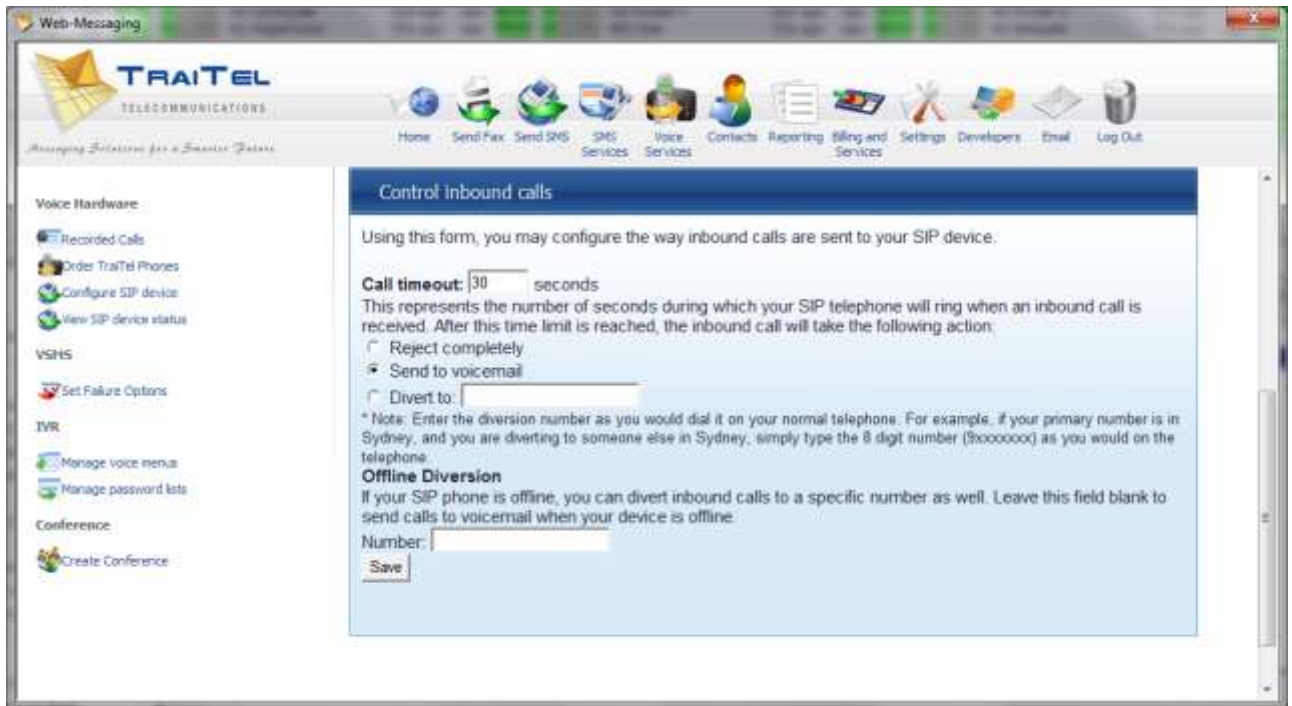 Web-Messaging
TRAITEL
TELECOMMUNICATIONS
Messaging Solutions for a Smarter Future
Home
Send Fax
Send SMS
SMS Services
Voice Services
Contacts
Reporting
Billing and Services
Settings
Developers
Email
Log Out
Voice Hardware
Recorded Calls
Order TraiTel Phones
Configure SIP device
View SIP device status
VSMS
Set Failure Options
IVR
Manage voice menus
Manage password lists
Conference
Create Conference
Control inbound calls
Using this form, you may configure the way inbound calls are sent to your SIP device.
Call timeout: 30 seconds
This represents the number of seconds during which your SIP telephone will ring when an inbound call is
received. After this time limit is reached, the inbound call will take the following action:
Reject completely
Send to voicemail
Divert to:
* Note: Enter the diversion number as you would dial it on your normal telephone. For example, if your primary number is in
Sydney, and you are diverting to someone else in Sydney, simply type the 8 digit number (9xxxxxxx) as you would on the
telephone.
Offline Diversion
If your SIP phone is offline, you can divert inbound calls to a specific number as well. Leave this field blank to
send calls to voicemail when your device is offline.
Number:
Save